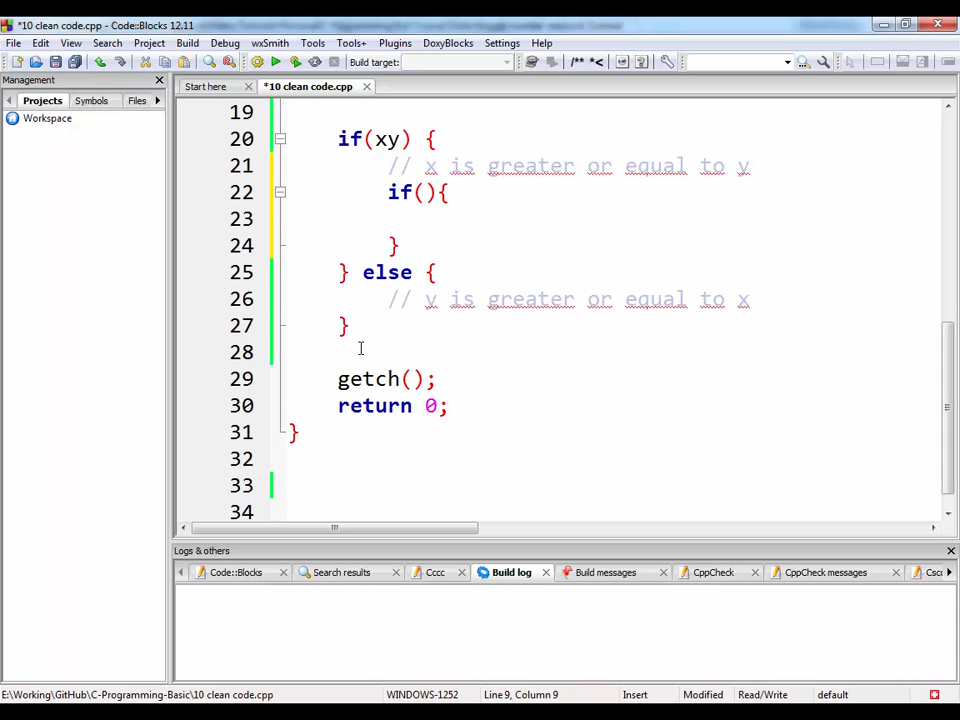 *10 clean code.cpp - Code::Blocks 12.11
File Edit View Search Project Build Debug wxSmith Tools Tools+ Plugins DoxyBlocks Settings Help
Build target: /** *<
Management
Start here *10 clean code.cpp
Projects Symbols Files
Workspace
19
20 if(xy) {
21 // x is greater or equal to y
22 if(){
23
24 }
25 } else {
26 // y is greater or equal to x
27 }
28
29 getch();
30 return 0;
31 }
32
33
34
Logs & others
Code::Blocks Search results Cccc Build log Build messages CppCheck CppCheck messages
E:\Working\GitHub\C-Programming-Basic\10 clean code.cpp WINDOWS-1252 Line 9, Column 9 Insert Modified Read/Write default